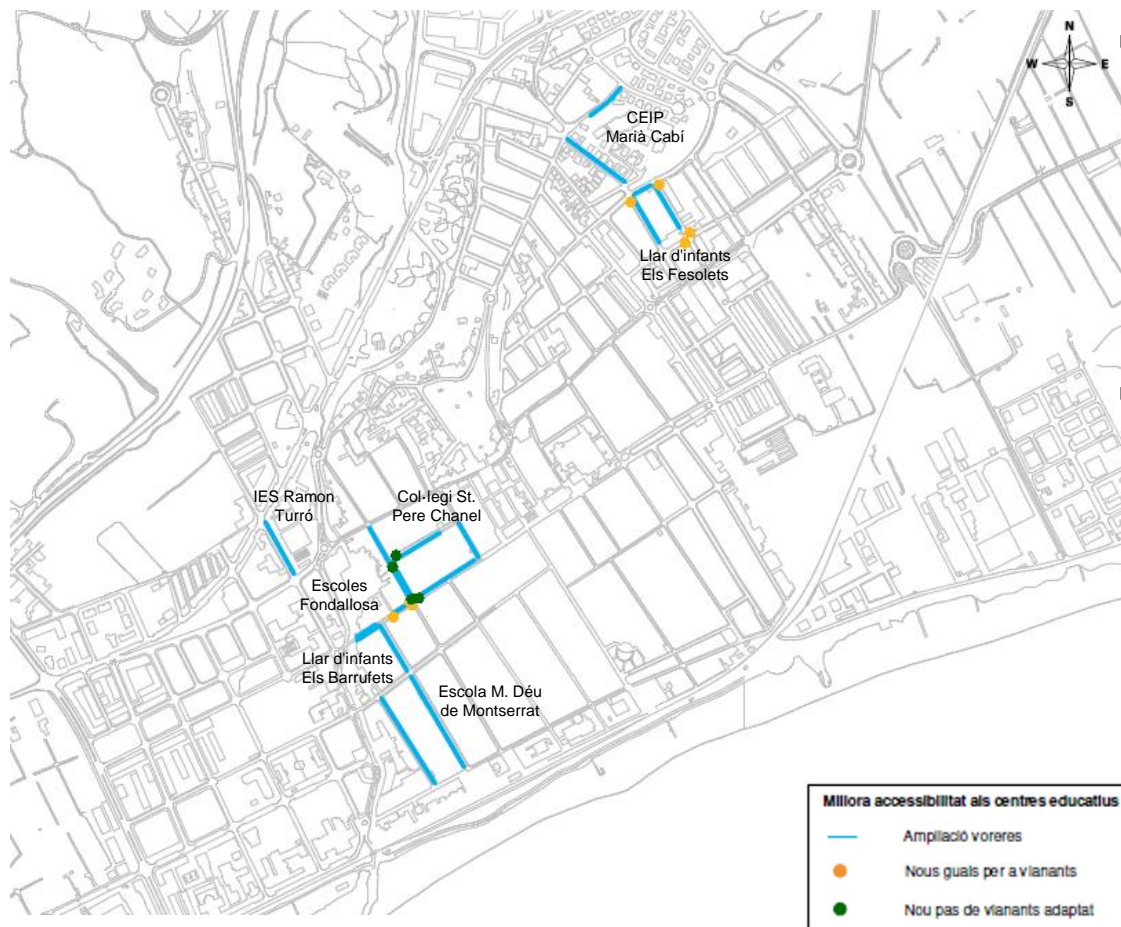 N
W E
S
CEIP
Marià Cabí
Llar d'infants
Els Fesolets
IES Ramon
Turró
Col·legi St.
Pere Chanel
Escoles
Fondallosa
Llar d'infants
Els Barrufets
Escola M. Déu
de Montserrat
Millora accessibilitat als centres educatius
Ampliació voreres
Nous guals per a vianants
Nou pas de vianants adaptat